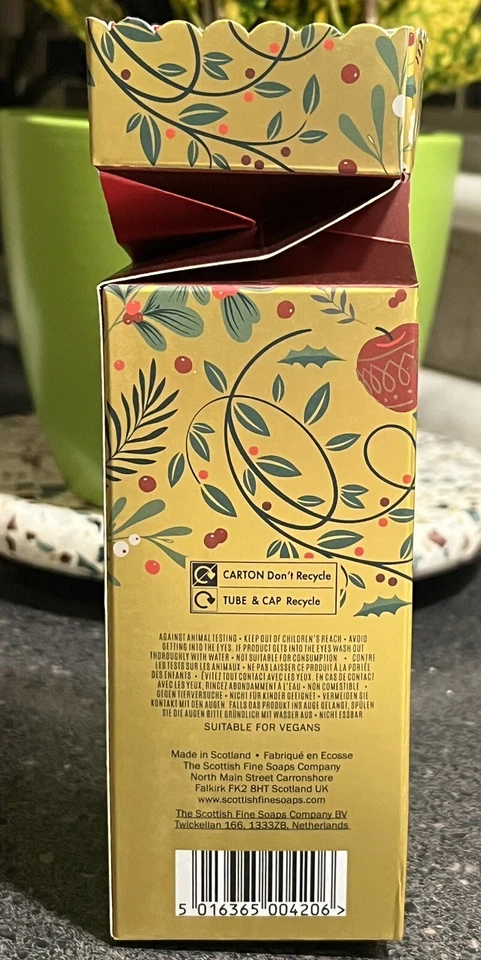 CARTON Don't Recycle
TUBE & CAP Recycle
AGAINST ANIMAL TESTING • KEEP OUT OF CHILDREN'S REACH • AVOID
GETTING INTO THE EYES. IF PRODUCT GETS INTO THE EYES WASH OUT
THOROUGHLY WITH WATER • NOT SUITABLE FOR CONSUMPTION • CONTRE
LES TESTS SUR LES ANIMAUX • NE PAS LAISSER CE PRODUIT À LA PORTÉE
DES ENFANTS • ÉVITEZ TOUT CONTACT AVEC LES YEUX. EN CAS DE CONTACT
AVEC LES YEUX, RINCEZ ABONDAMMENT À L'EAU • NON COMESTIBLE •
GEGEN TIERVERSUCHE • NICHT FÜR KINDER GEEIGNET • VERMEIDEN SIE
KONTAKT MIT DEN AUGEN. FALLS DAS PRODUKT INS AUGE GELANGT, SPÜLEN
SIE DIE AUGEN BITTE GRÜNDLICH MIT WASSER AUS • NICHT ESSBAR
SUITABLE FOR VEGANS
Made in Scotland • Fabriqué en Ecosse
The Scottish Fine Soaps Company
North Main Street Carronshore
Falkirk FK2 8HT Scotland UK
www.scottishfinesoaps.com
The Scottish Fine Soaps Company BV
Twickellan 166, 1333ZB, Netherlands
5 016365 004206 >